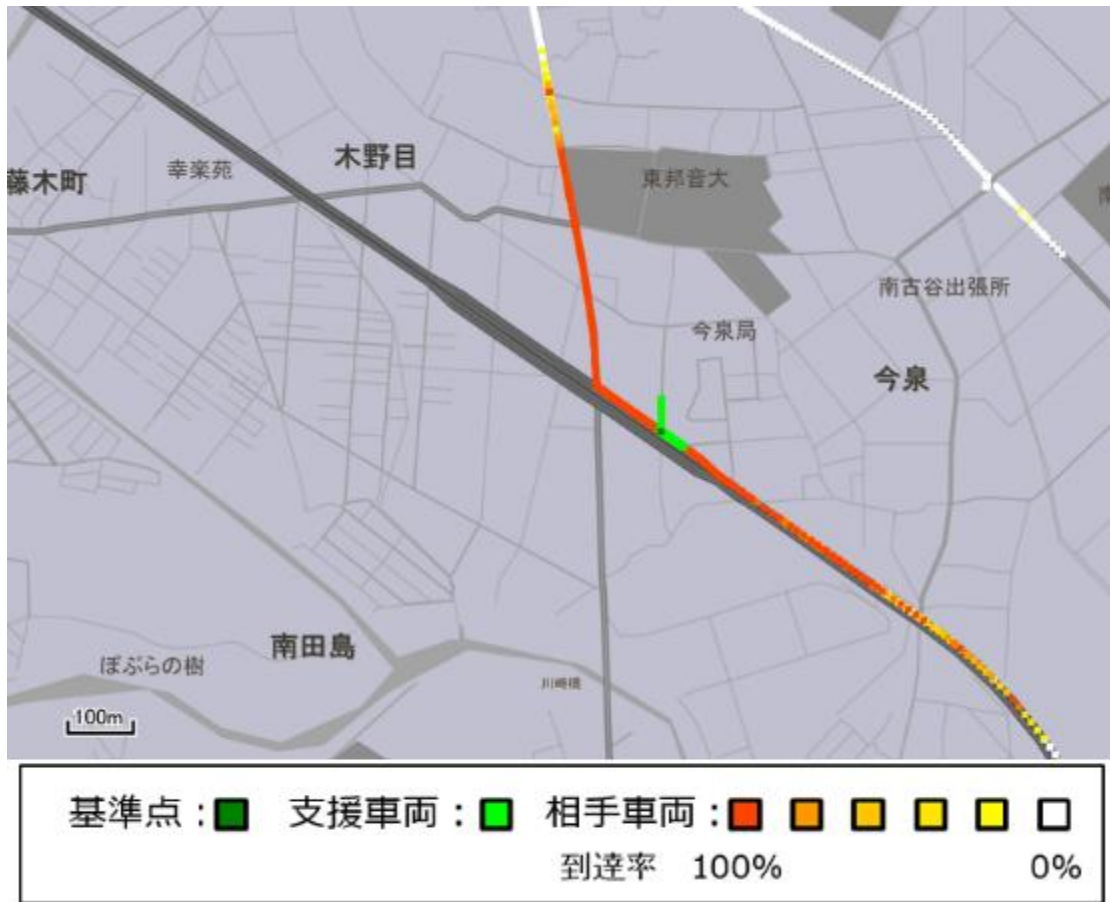 木野目
藤木町
幸楽苑
東邦音大
南
南古谷出張所
今泉局
今泉
南田島
ぼぷらの樹
川崎橋
100m
基準点: 支援車両: 相手車両:
到達率 100% 0%